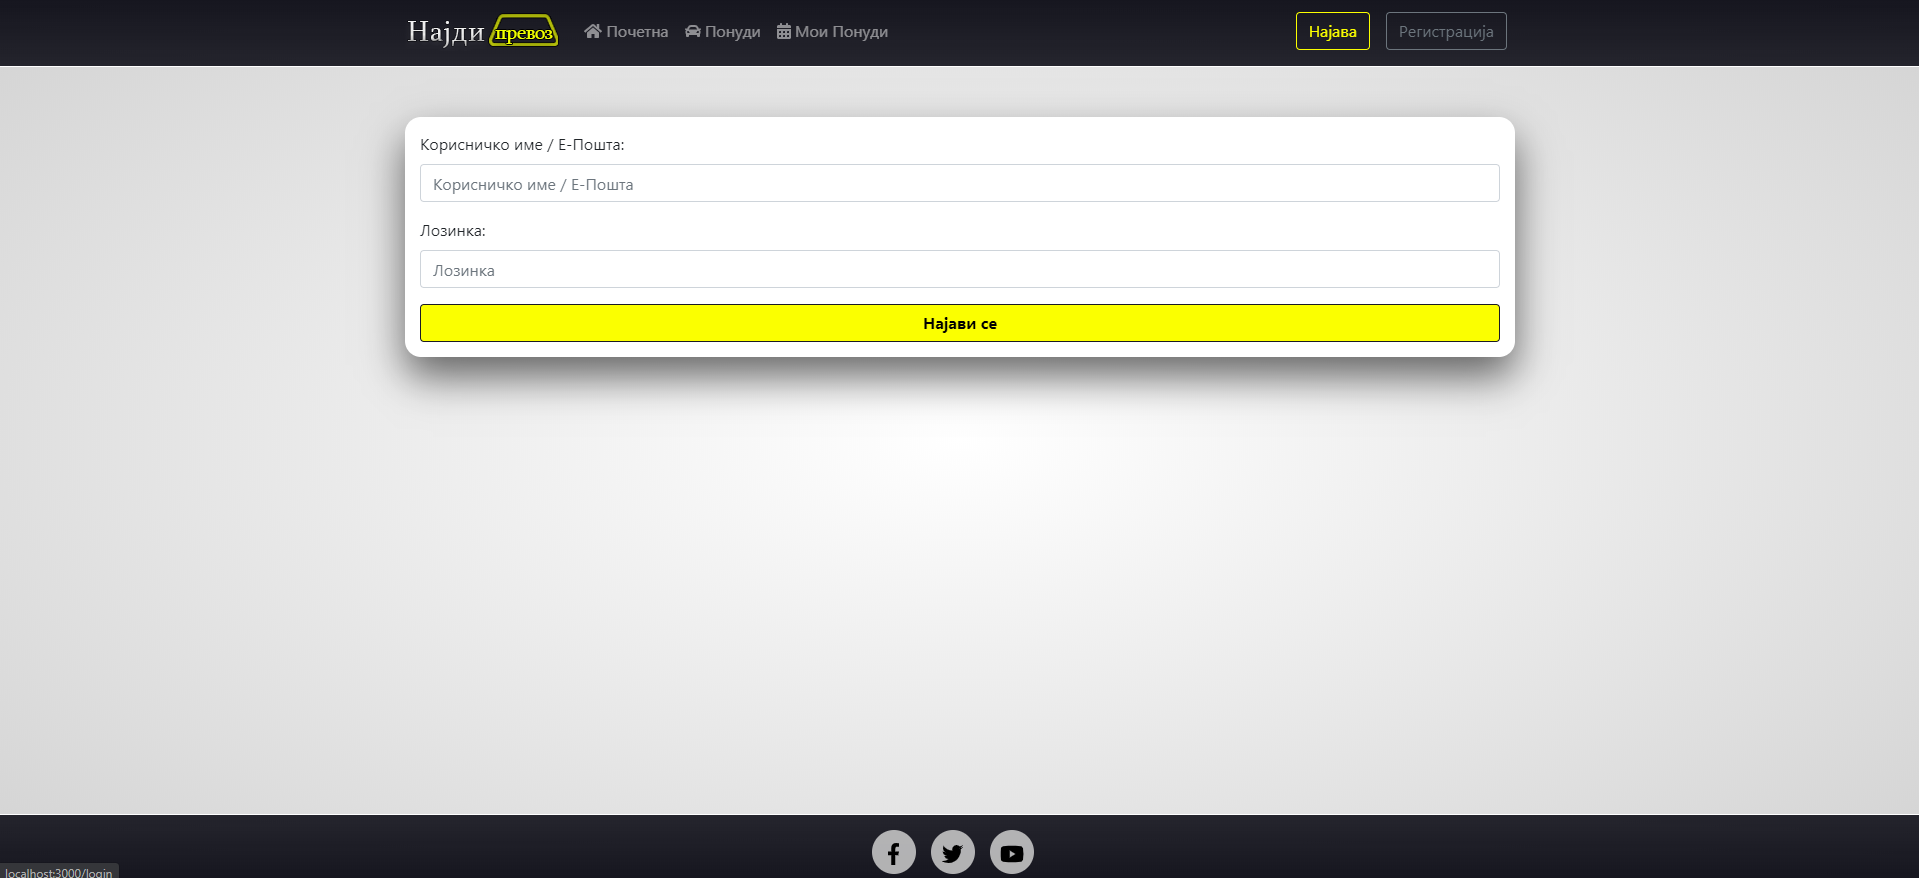 Најди превоз Почетна Понуди Мои Понуди Најава Регистрација
Корисничко име / Е-Пошта:
Корисничко име / Е-Пошта
Лозинка:
Лозинка
Најави се
localhost:3000/login